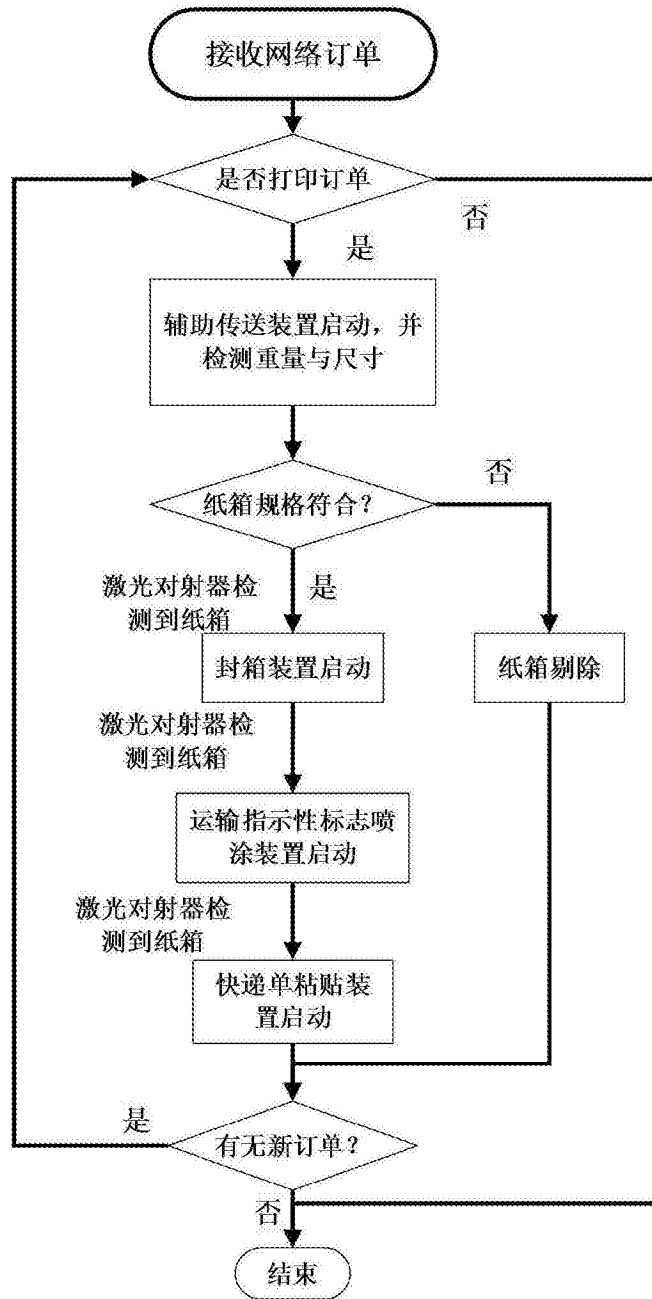 接收网络订单
是否打印订单
否
是
辅助传送装置启动，并
检测重量与尺寸
否
纸箱规格符合？
激光对射器检
测到纸箱
是
封箱装置启动
纸箱剔除
激光对射器检
测到纸箱
运输指示性标志喷
涂装置启动
激光对射器检
测到纸箱
快递单粘贴装
置启动
是
有无新订单？
否
结束